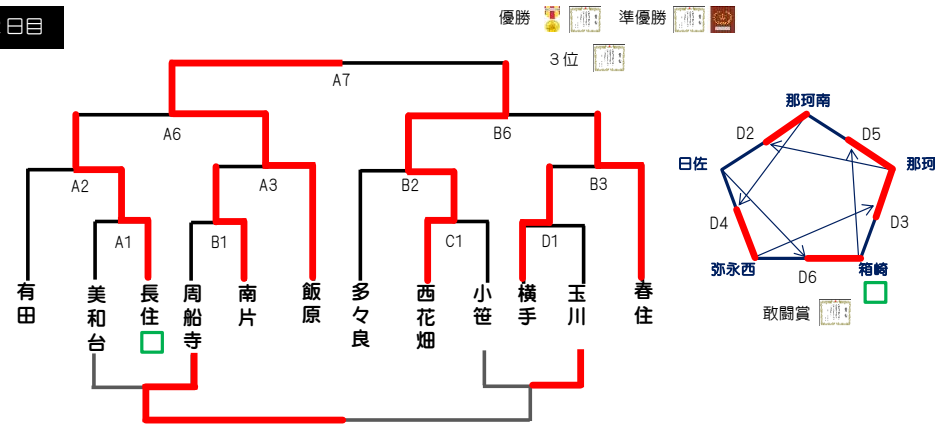 日目
優勝 準優勝
３位
A7
A6 B6
A2 A3 B2 B3
A1 B1 C1 D1
有田 美和台 長住 周船寺 南片 飯原 多々良 西花畑 小笹 横手 玉川 春住
那珂南
D2 D5
日佐 那珂
D4 D3
弥永西 箱崎
D6
敢闘賞